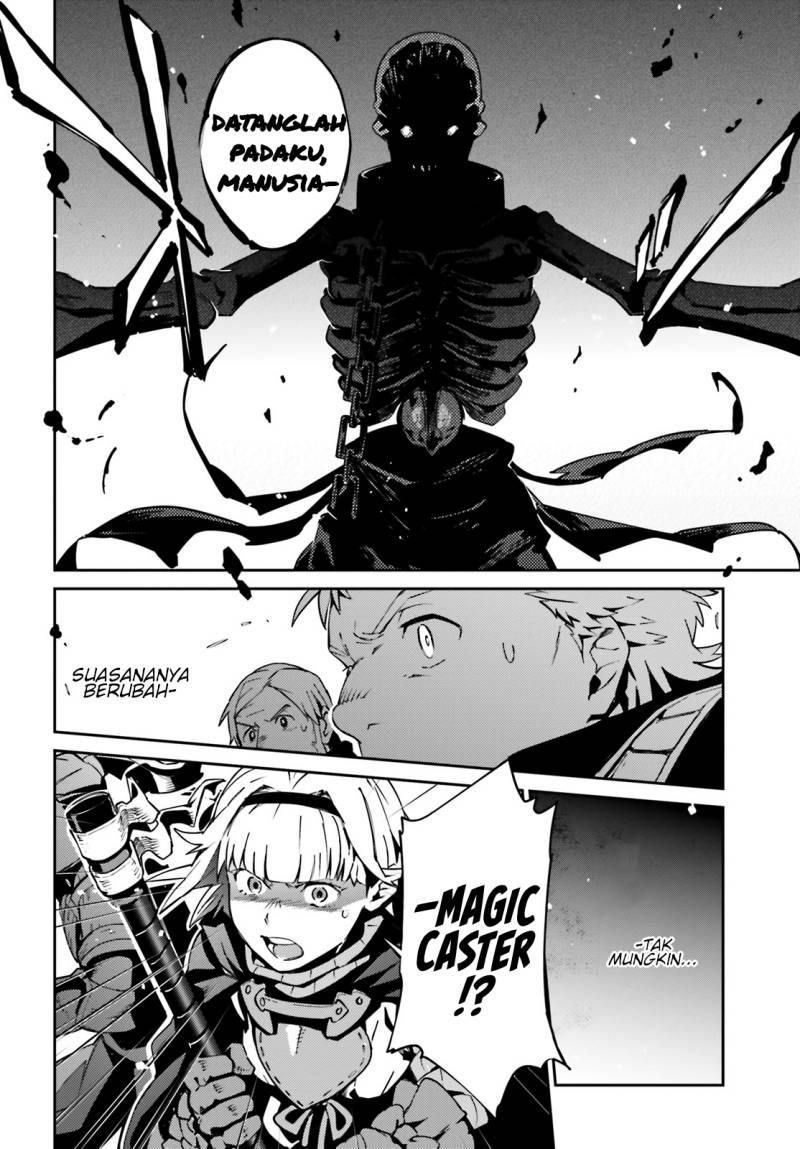 DATANGLAH
PADAKU,
MANUSIA-
SUASANANYA
BERUBAH-
-TAK
MUNGKIN...
-MAGIC
CASTER
!?